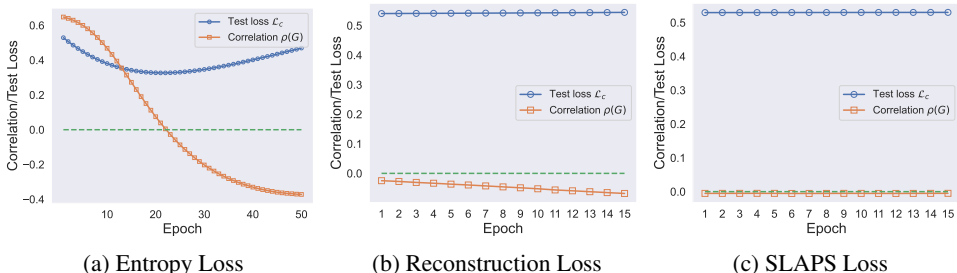 Correlation/Test Loss
0.6
0.4
0.2
0.0
−0.2
−0.4
Test loss ℒc
Correlation ρ(G)
10 20 30 40 50
Epoch
(a) Entropy Loss
Correlation/Test Loss
0.5
0.4
0.3
0.2
0.1
0.0
Test loss ℒc
Correlation ρ(G)
1 2 3 4 5 6 7 8 9 10 11 12 13 14 15
Epoch
(b) Reconstruction Loss
Correlation/Test Loss
0.5
0.4
0.3
0.2
0.1
0.0
Test loss ℒc
Correlation ρ(G)
1 2 3 4 5 6 7 8 9 10 11 12 13 14 15
Epoch
(c) SLAPS Loss